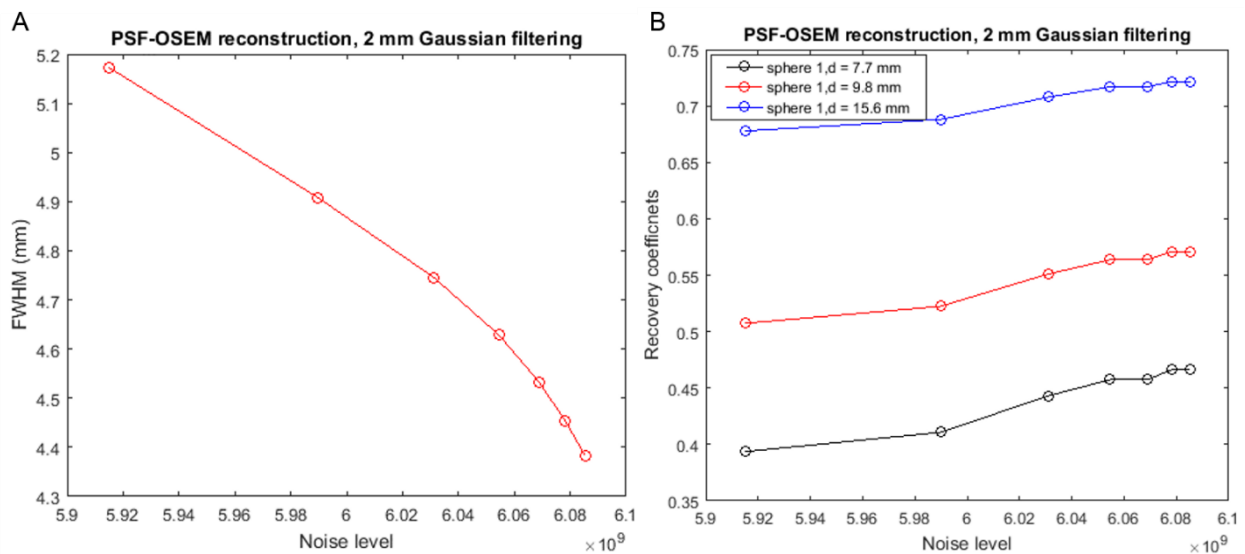 A
PSF-OSEM reconstruction, 2 mm Gaussian filtering
5.2
5.1
5
4.9
4.8
4.7
4.6
4.5
4.4
4.3
FWHM (mm)
5.9 5.92 5.94 5.96 5.98 6 6.02 6.04 6.06 6.08 6.1
Noise level
×10^9
B
PSF-OSEM reconstruction, 2 mm Gaussian filtering
sphere 1,d = 7.7 mm
sphere 1,d = 9.8 mm
sphere 1,d = 15.6 mm
0.75
0.7
0.65
0.6
0.55
0.5
0.45
0.4
0.35
Recovery coefficnets
5.9 5.92 5.94 5.96 5.98 6 6.02 6.04 6.06 6.08 6.1
Noise level
×10^9